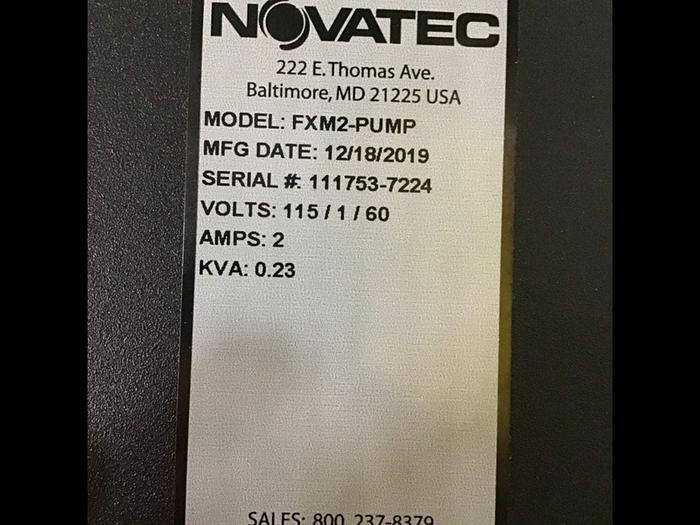 NOVATEC
222 E. Thomas Ave.
Baltimore, MD 21225 USA
MODEL: FXM2-PUMP
MFG DATE: 12/18/2019
SERIAL #: 111753-7224
VOLTS: 115 / 1 / 60
AMPS: 2
KVA: 0.23
SALES: 800 237-8379